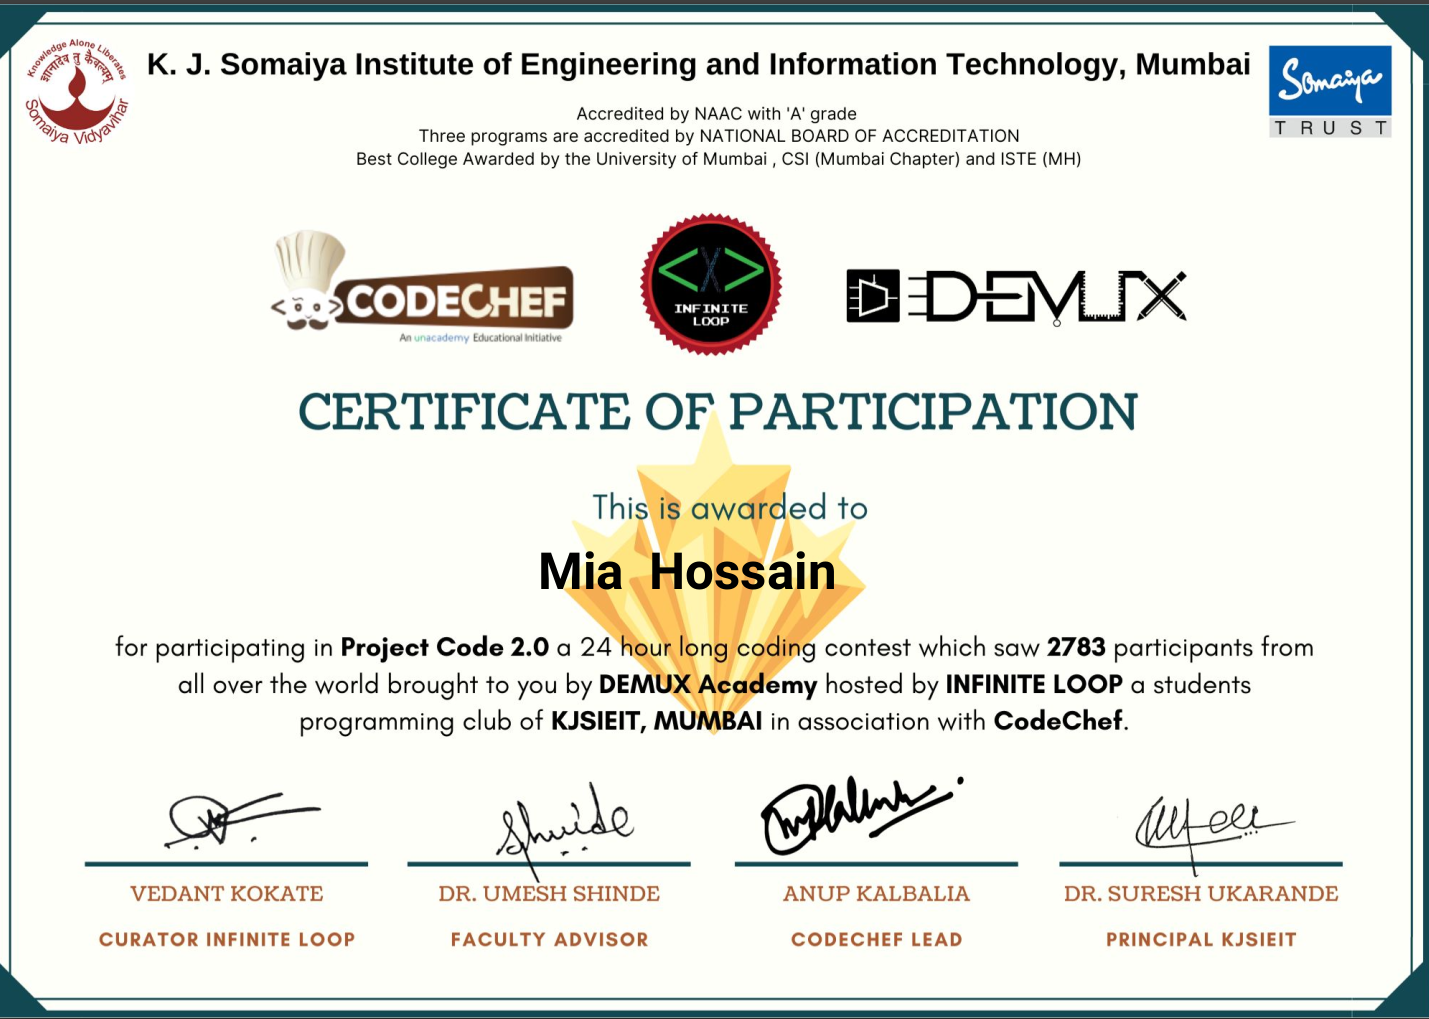 Knowledge Alone Liberates
ज्ञानादेव तु कैवल्यम्
Somaiya Vidyavihar
K. J. Somaiya Institute of Engineering and Information Technology, Mumbai
Somaiya
TRUST
Accredited by NAAC with 'A' grade
Three programs are accredited by NATIONAL BOARD OF ACCREDITATION
Best College Awarded by the University of Mumbai , CSI (Mumbai Chapter) and ISTE (MH)
CODECHEF
An unacademy Educational Initiative
INFINITE
LOOP
DEMUX
CERTIFICATE OF PARTICIPATION
This is awarded to
Mia Hossain
for participating in Project Code 2.0 a 24 hour long coding contest which saw 2783 participants from
all over the world brought to you by DEMUX Academy hosted by INFINITE LOOP a students
programming club of KJSIEIT, MUMBAI in association with CodeChef.
Shinde
VEDANT KOKATE
DR. UMESH SHINDE
ANUP KALBALIA
DR. SURESH UKARANDE
CURATOR INFINITE LOOP
FACULTY ADVISOR
CODECHEF LEAD
PRINCIPAL KJSIEIT